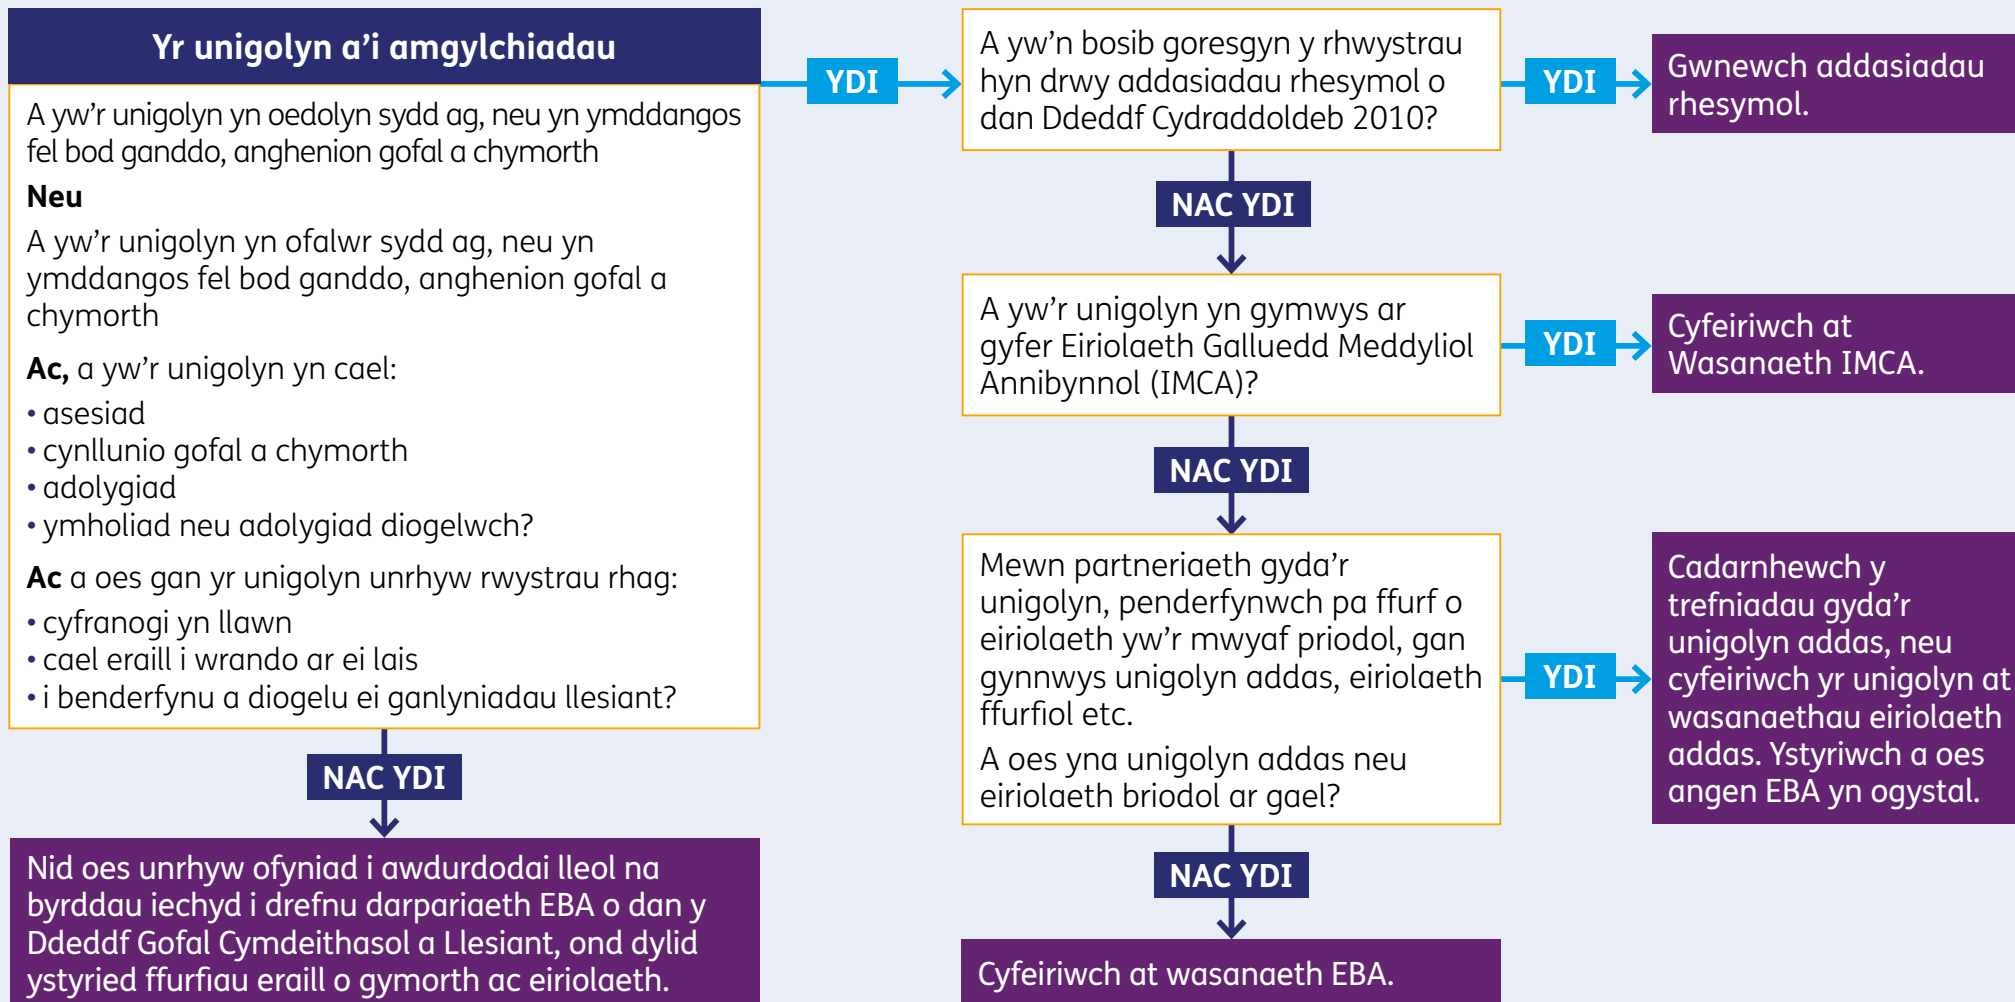 Yr unigolyn a’i amgylchiadau
A yw'r unigolyn yn oedolyn sydd ag, neu yn ymddangos
fel bod ganddo, anghenion gofal a chymorth
Neu
A yw'r unigolyn yn ofalwr sydd ag, neu yn
ymddangos fel bod ganddo, anghenion gofal a
chymorth
Ac, a yw'r unigolyn yn cael:
• asesiad
• cynllunio gofal a chymorth
• adolygiad
• ymholiad neu adolygiad diogelwch?
Ac a oes gan yr unigolyn unrhyw rwystrau rhag:
• cyfranogi yn llawn
• cael eraill i wrando ar ei lais
• i benderfynu a diogelu ei ganlyniadau llesiant?
NAC YDI
Nid oes unrhyw ofyniad i awdurdodai lleol na
byrddau iechyd i drefnu darpariaeth EBA o dan y
Ddeddf Gofal Cymdeithasol a Llesiant, ond dylid
ystyried ffurfiau eraill o gymorth ac eiriolaeth.
YDI
A yw'n bosib goresgyn y rhwystrau
hyn drwy addasiadau rhesymol o
dan Ddeddf Cydraddoldeb 2010?
YDI
Gwnewch addasiadau
rhesymol.
NAC YDI
A yw’r unigolyn yn gymwys ar
gyfer Eiriolaeth Galluedd Meddyliol
Annibynnol (IMCA)?
YDI
Cyfeiriwch at
Wasanaeth IMCA.
NAC YDI
Mewn partneriaeth gyda’r
unigolyn, penderfynwch pa ffurf o
eiriolaeth yw’r mwyaf priodol, gan
gynnwys unigolyn addas, eiriolaeth
ffurfiol etc.
A oes yna unigolyn addas neu
eiriolaeth briodol ar gael?
YDI
Cadarnhewch y
trefniadau gyda’r
unigolyn addas, neu
cyfeiriwch yr unigolyn at
wasanaethau eiriolaeth
addas. Ystyriwch a oes
angen EBA yn ogystal.
NAC YDI
Cyfeiriwch at wasanaeth EBA.